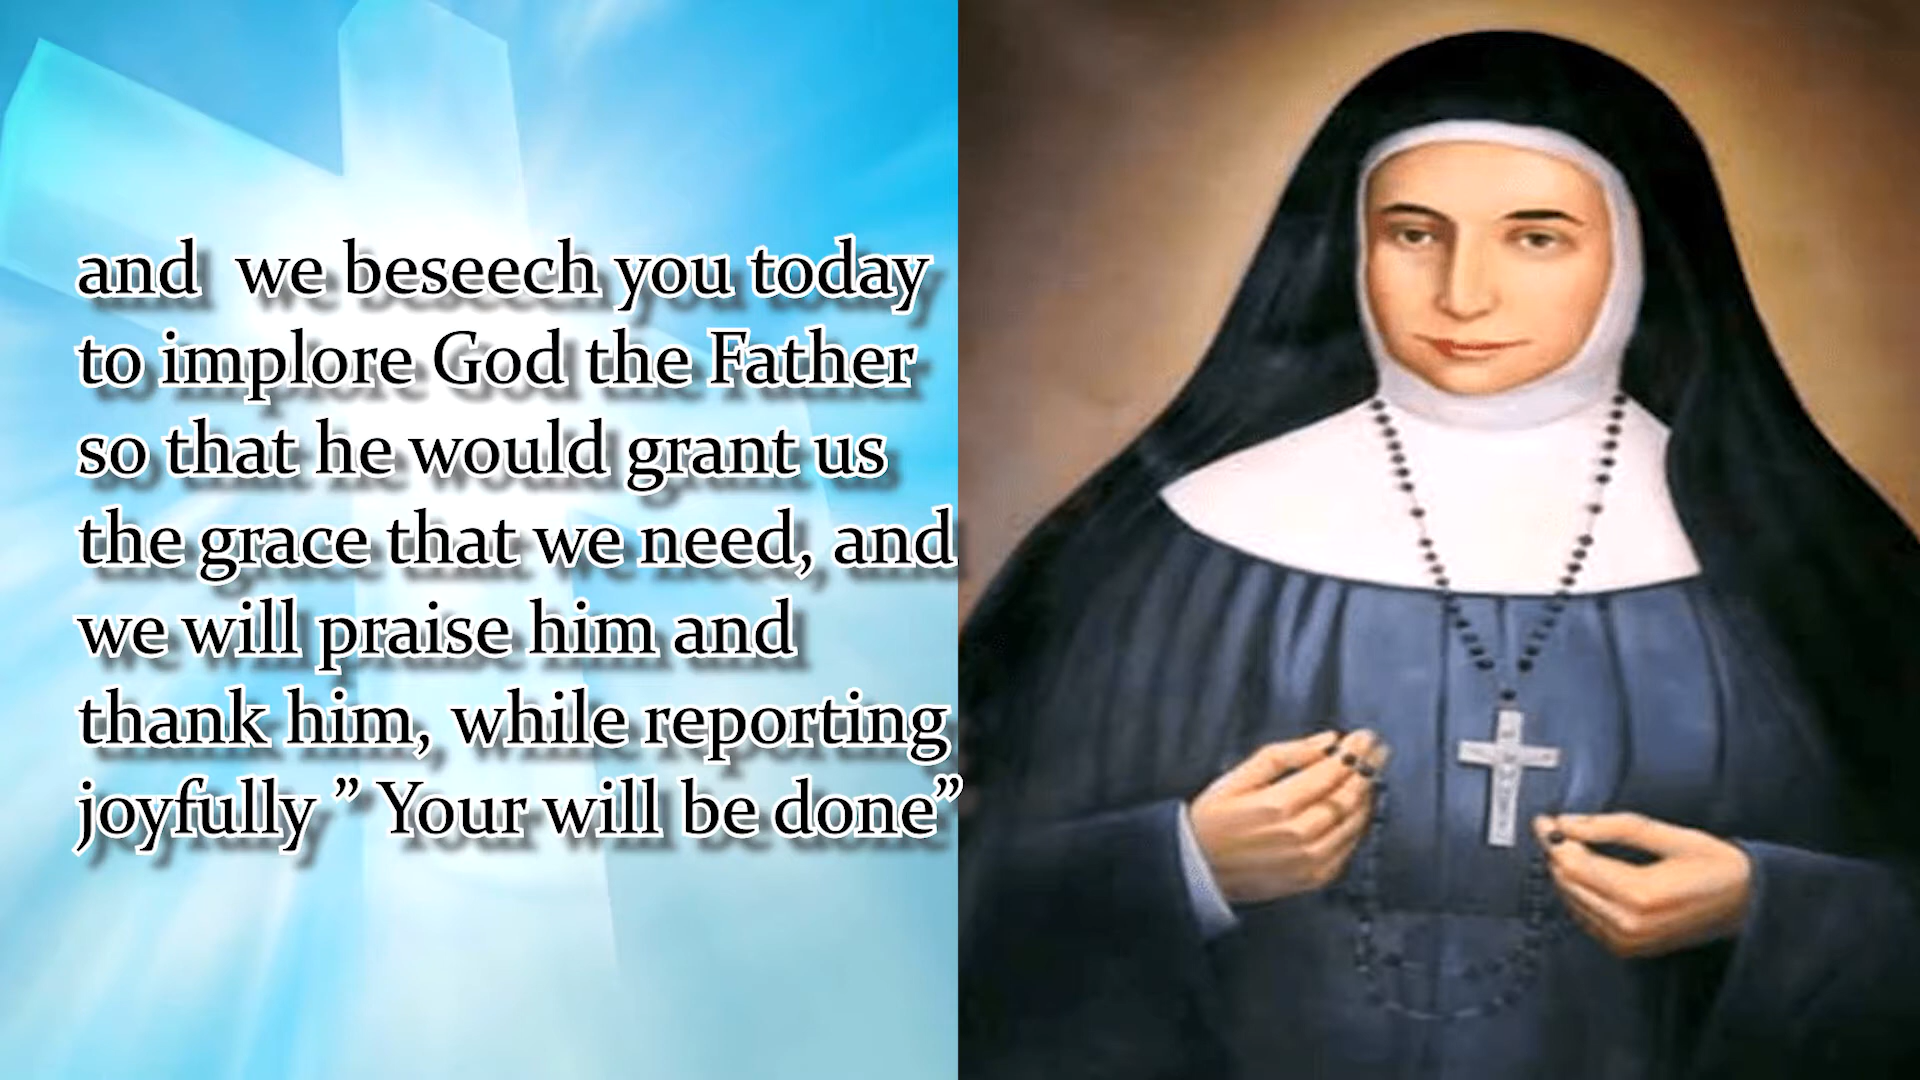 and  we beseech you today
to implore God the Father
so that he would grant us
the grace that we need, and
we will praise him and
thank him, while reporting
joyfully ” Your will be done”